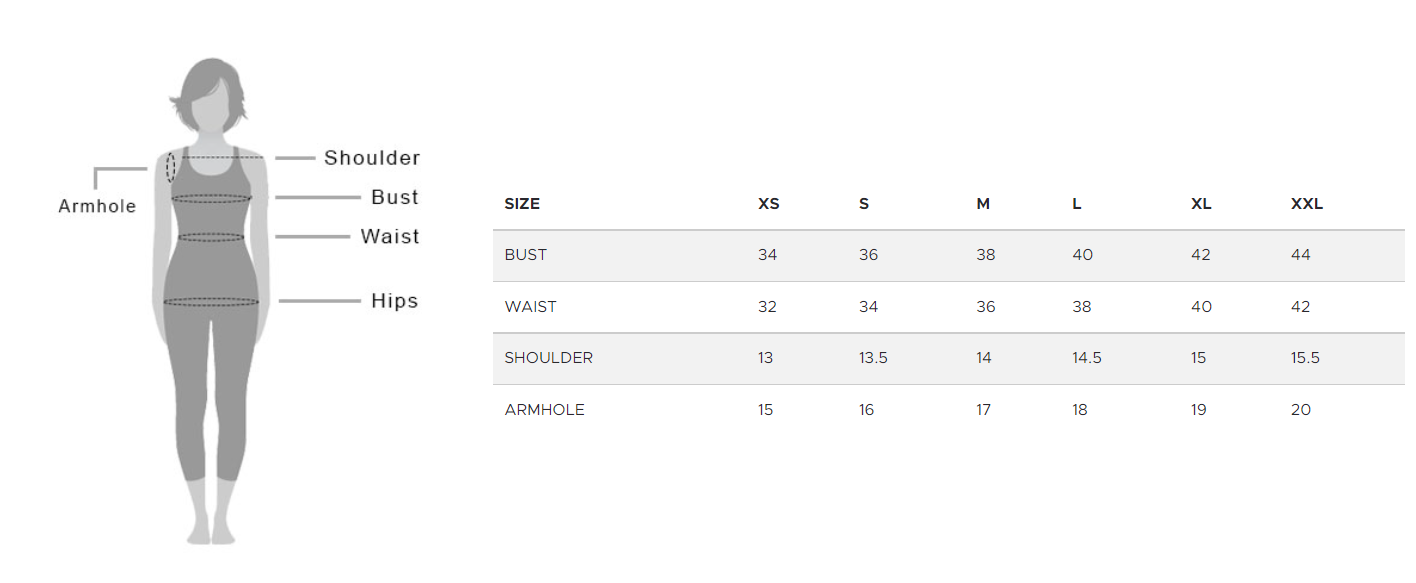 Shoulder
Armhole
Bust
Waist
Hips
SIZE XS S M L XL XXL
BUST 34 36 38 40 42 44
WAIST 32 34 36 38 40 42
SHOULDER 13 13.5 14 14.5 15 15.5
ARMHOLE 15 16 17 18 19 20